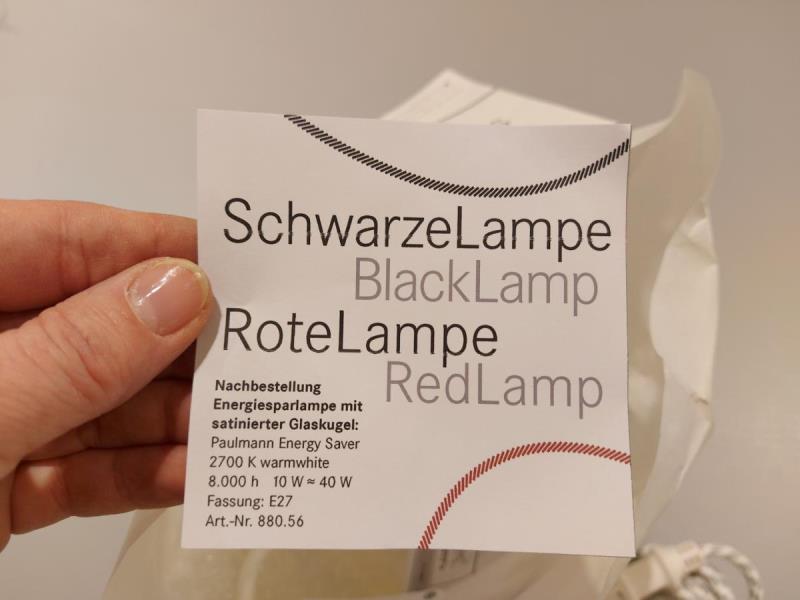 SchwarzeLampe
BlackLamp
RoteLampe
RedLamp
Nachbestellung
Energiesparlampe mit
satinierter Glaskugel:
Paulmann Energy Saver
2700 K warmwhite
8.000 h 10 W ≈ 40 W
Fassung: E27
Art.-Nr. 880.56